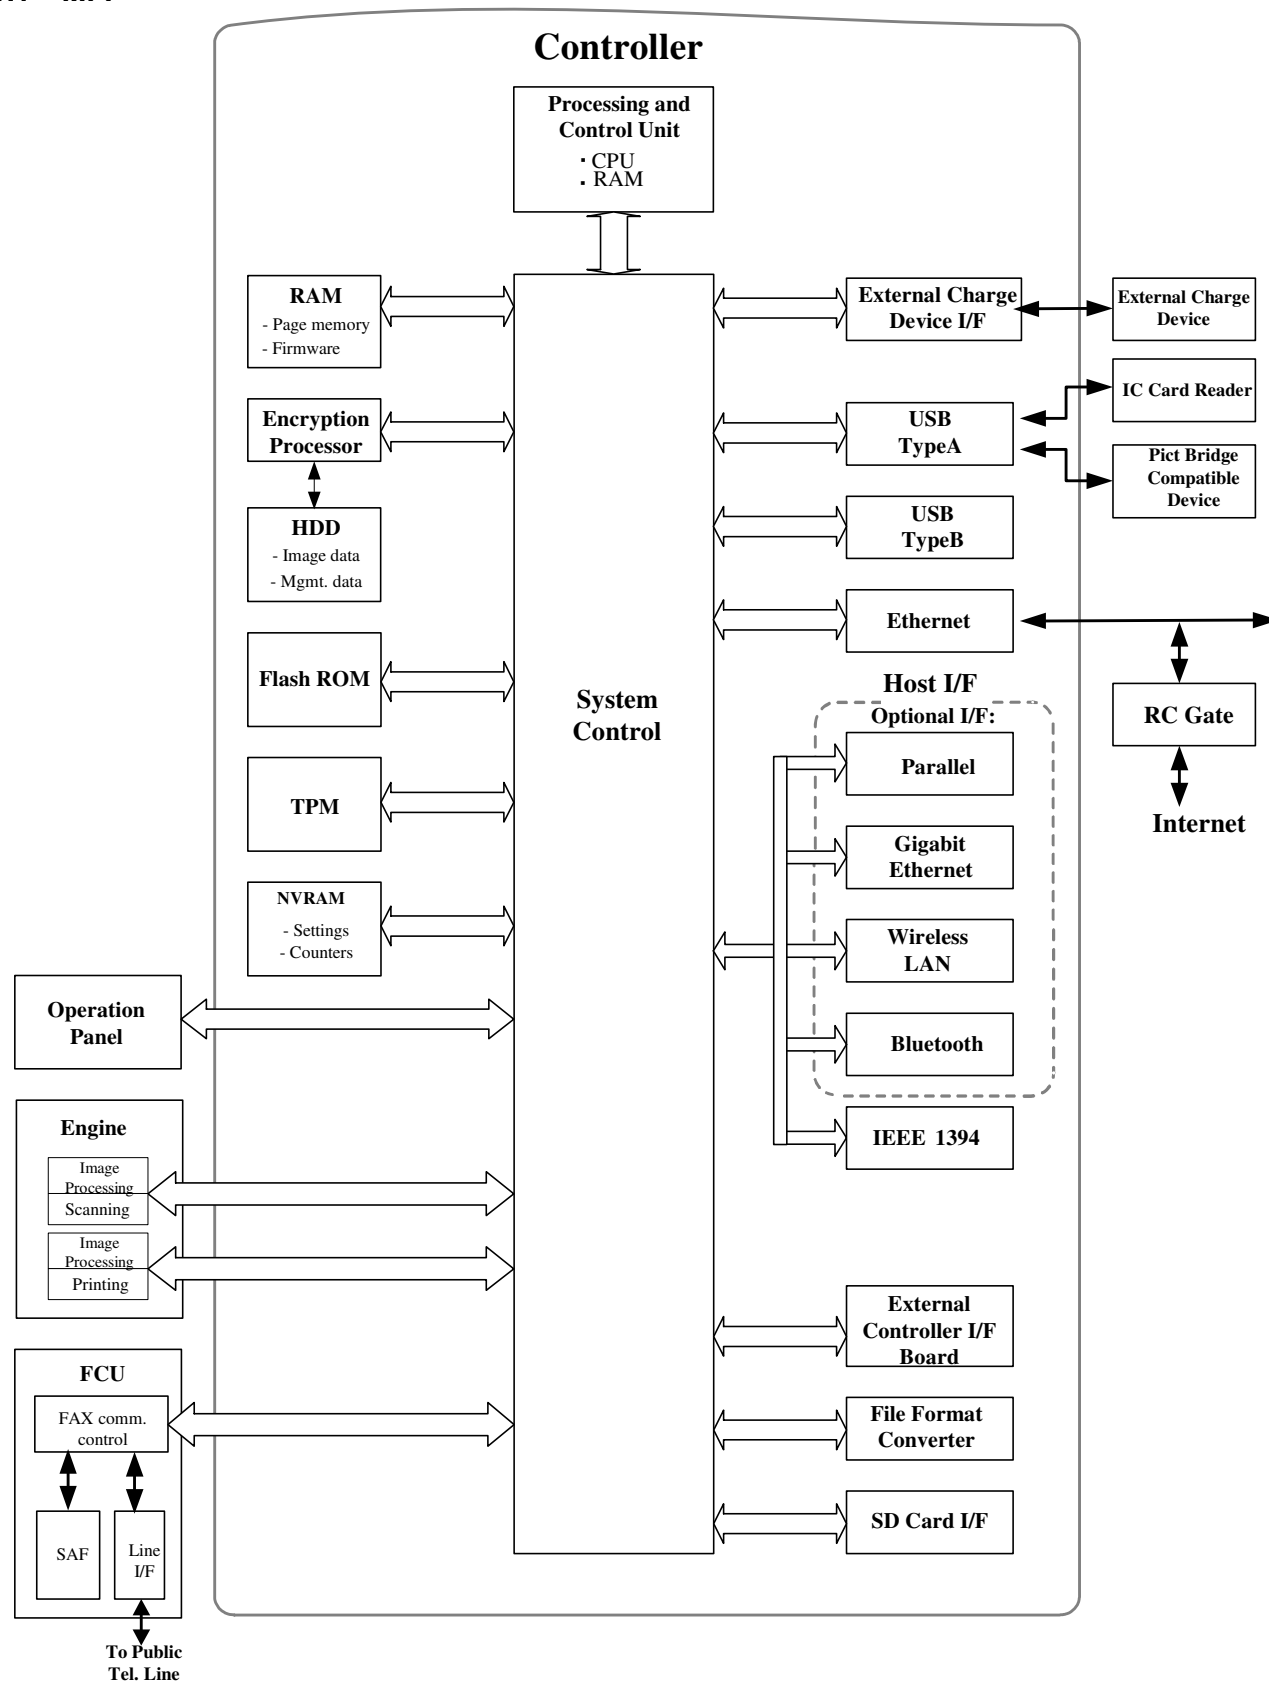 Controller
Processing and
Control Unit
· CPU
· RAM
RAM
- Page memory
- Firmware
Encryption
Processor
HDD
- Image data
- Mgmt. data
Flash ROM
TPM
NVRAM
- Settings
- Counters
Operation
Panel
Engine
Image
Processing
Scanning
Image
Processing
Printing
FCU
FAX comm.
control
SAF
Line
I/F
To Public
Tel. Line
System
Control
External Charge
Device I/F
USB
TypeA
USB
TypeB
Ethernet
Host I/F
Optional I/F:
Parallel
Gigabit
Ethernet
Wireless
LAN
Bluetooth
IEEE 1394
External
Controller I/F
Board
File Format
Converter
SD Card I/F
External Charge
Device
IC Card Reader
Pict Bridge
Compatible
Device
RC Gate
Internet